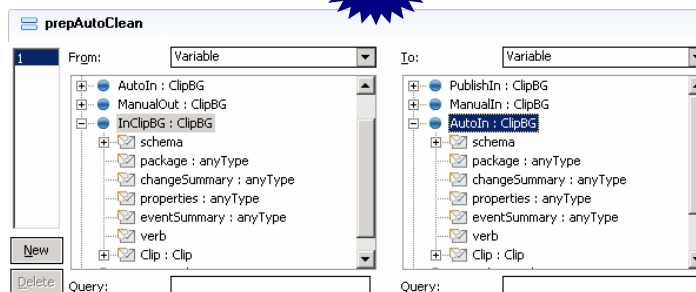 prepAutoClean
1
From:
Variable
AutoIn : ClipBG
ManualOut : ClipBG
InClipBG : ClipBG
schema
package : anyType
changeSummary : anyType
properties : anyType
eventSummary : anyType
verb
Clip : Clip
New
Delete
Query:
To:
Variable
PublishIn : ClipBG
ManualIn : ClipBG
AutoIn : ClipBG
schema
package : anyType
changeSummary : anyType
properties : anyType
eventSummary : anyType
verb
Clip : Clip
Query: